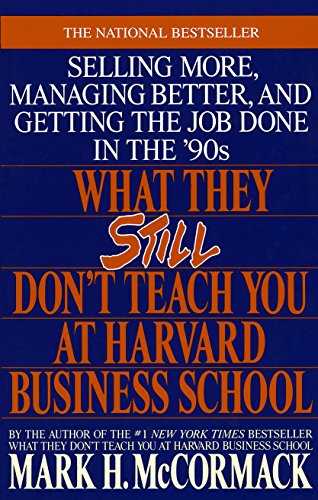 THE NATIONAL BESTSELLER
SELLING MORE,
MANAGING BETTER, AND
GETTING THE JOB DONE
IN THE '90s
WHAT THEY
STILL
DON'T TEACH YOU
AT HARVARD
BUSINESS SCHOOL
BY THE AUTHOR OF THE #1 NEW YORK TIMES BESTSELLER
WHAT THEY DON'T TEACH YOU AT HARVARD BUSINESS SCHOOL
MARK H. McCORMACK